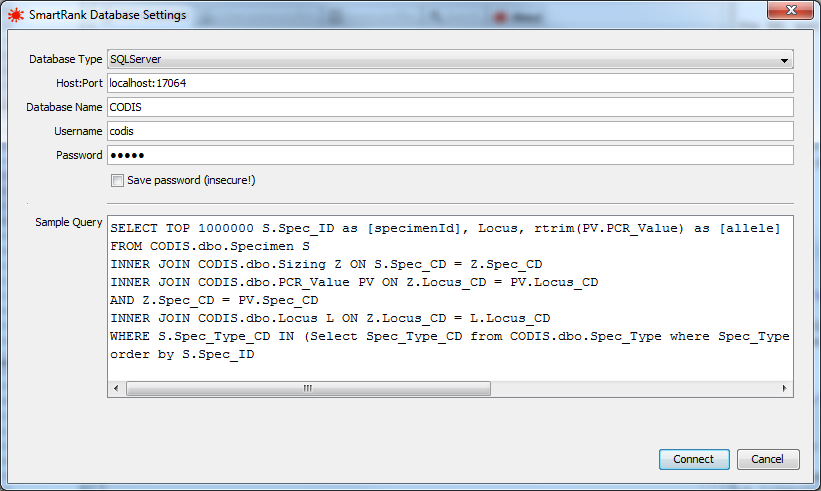 SmartRank Database Settings
Database Type SQLServer
Host:Port localhost:17064
Database Name CODIS
Username codis
Password •••••
Save password (insecure!)
Sample Query
SELECT TOP 1000000 S.Spec_ID as [specimenId], Locus, rtrim(PV.PCR_Value) as [allele]
FROM CODIS.dbo.Specimen S
INNER JOIN CODIS.dbo.Sizing Z ON S.Spec_CD = Z.Spec_CD
INNER JOIN CODIS.dbo.PCR_Value PV ON Z.Locus_CD = PV.Locus_CD
AND Z.Spec_CD = PV.Spec_CD
INNER JOIN CODIS.dbo.Locus L ON Z.Locus_CD = L.Locus_CD
WHERE S.Spec_Type_CD IN (Select Spec_Type_CD from CODIS.dbo.Spec_Type where Spec_Type
order by S.Spec_ID
Connect Cancel